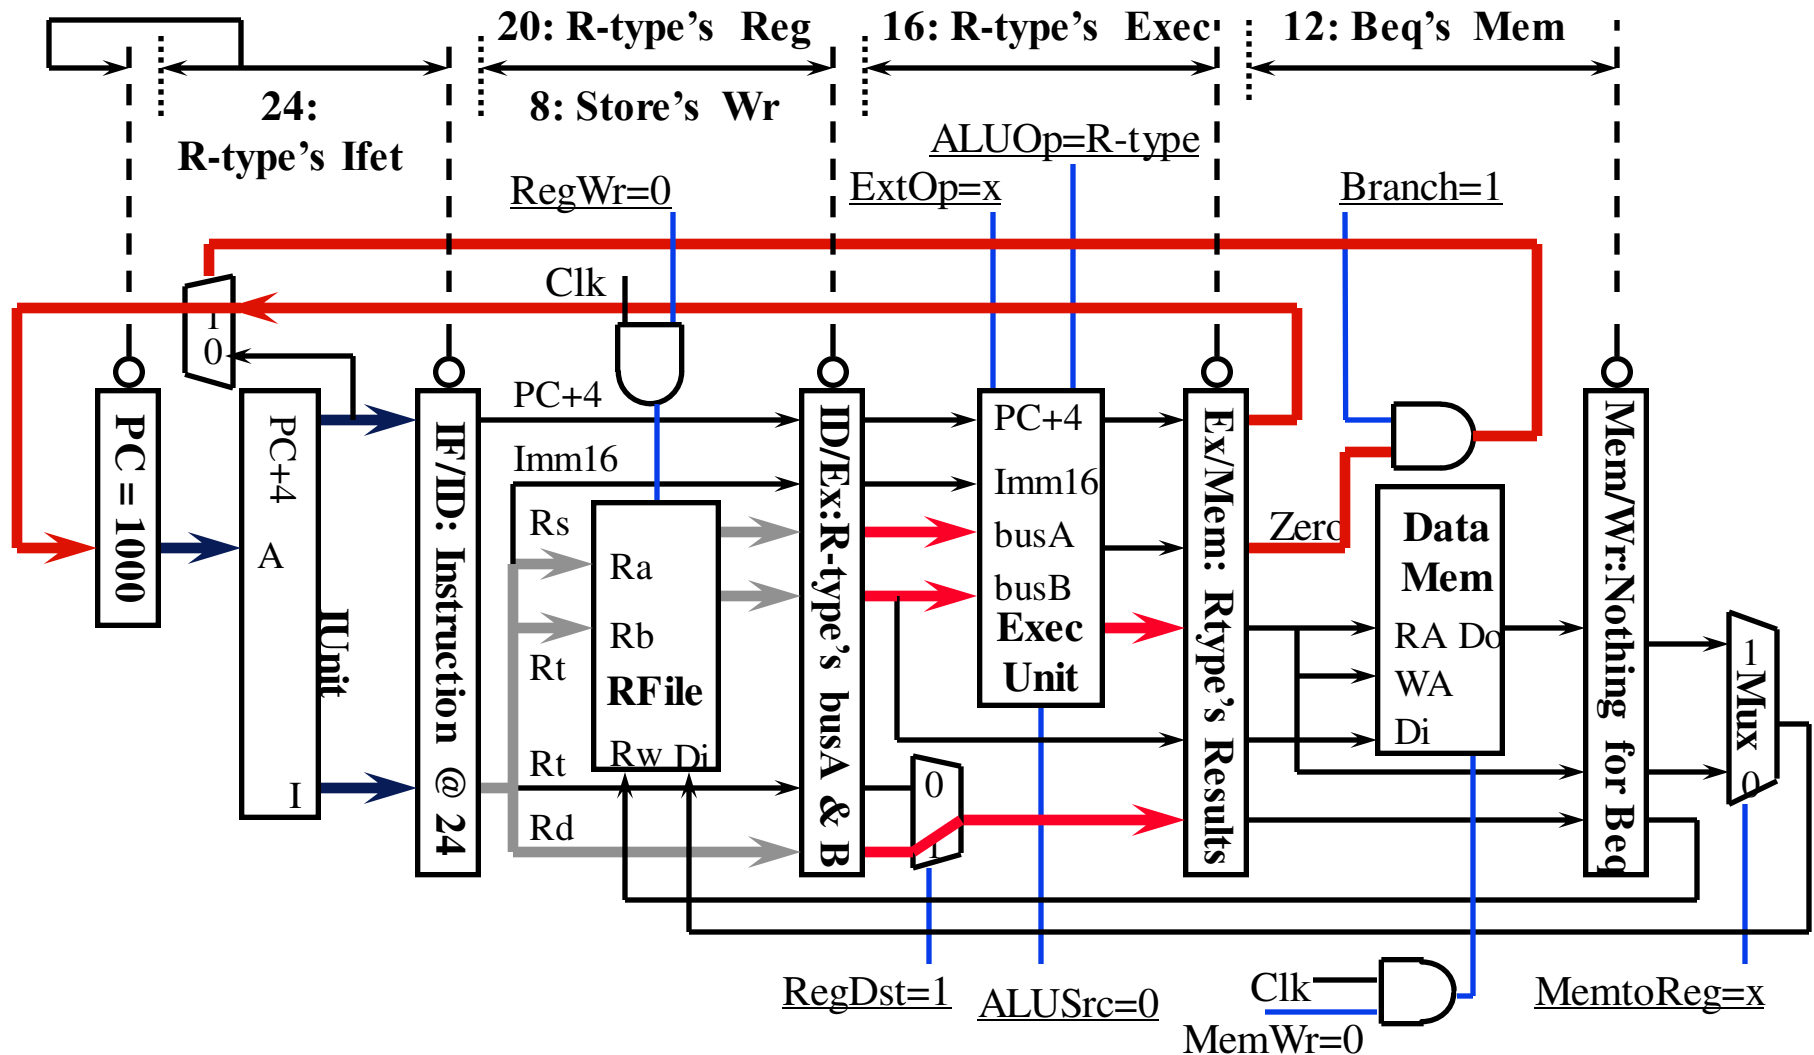 20: R-type's Reg
16: R-type's Exec
12: Beq's Mem
24:
R-type's Ifet
8: Store's Wr
ALUOp=R-type
RegWr=0
ExtOp=x
Branch=1
Clk
1
0
PC = 1000
PC+4
A
I
IUnit
IF/ID: Instruction @ 24
PC+4
Imm16
Rs
Ra
Rb
Rt
RFile
Rw Di
Rt
Rd
ID/Ex:R-type's busA & B
PC+4
Imm16
busA
busB
Exec
Unit
0
1
Ex/Mem: Rtype's Results
Zero
Data
Mem
RA Do
WA
Di
Mem/Wr:Nothing for Beq
1
Mux
0
RegDst=1
ALUSrc=0
Clk
MemWr=0
MemtoReg=x